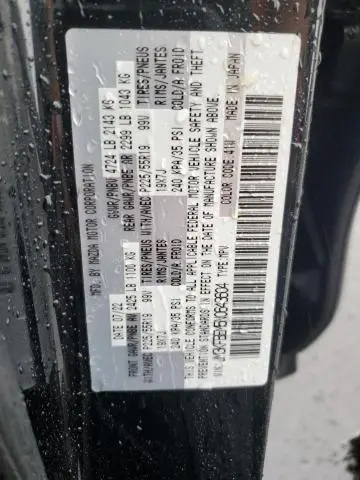 MFD. BY MAZDA MOTOR CORPORATION
DATE: 07/22 GVWR/PNBV 4724 LB 2143 KG
FRONT GAWR/PNBE AV 2425 LB 1100 KG REAR GAWR/PNBE AR 2299 LB 1043 KG
TIRES/PNEUS WITH/AVEC P225/55R19 99V TIRES/PNEUS WITH/AVEC P225/55R19 99V
RIMS/JANTES 19X7J RIMS/JANTES 19X7J
COLD/A FROID 240 KPA/35 PSI COLD/A FROID 240 KPA/35 PSI
THIS VEHICLE CONFORMS TO ALL APPLICABLE FEDERAL MOTOR VEHICLE SAFETY AND THEFT
PREVENTION STANDARDS IN EFFECT ON THE DATE OF MANUFACTURE SHOWN ABOVE.
TYPE:MPV COLOR CODE: 41W MADE IN JAPAN